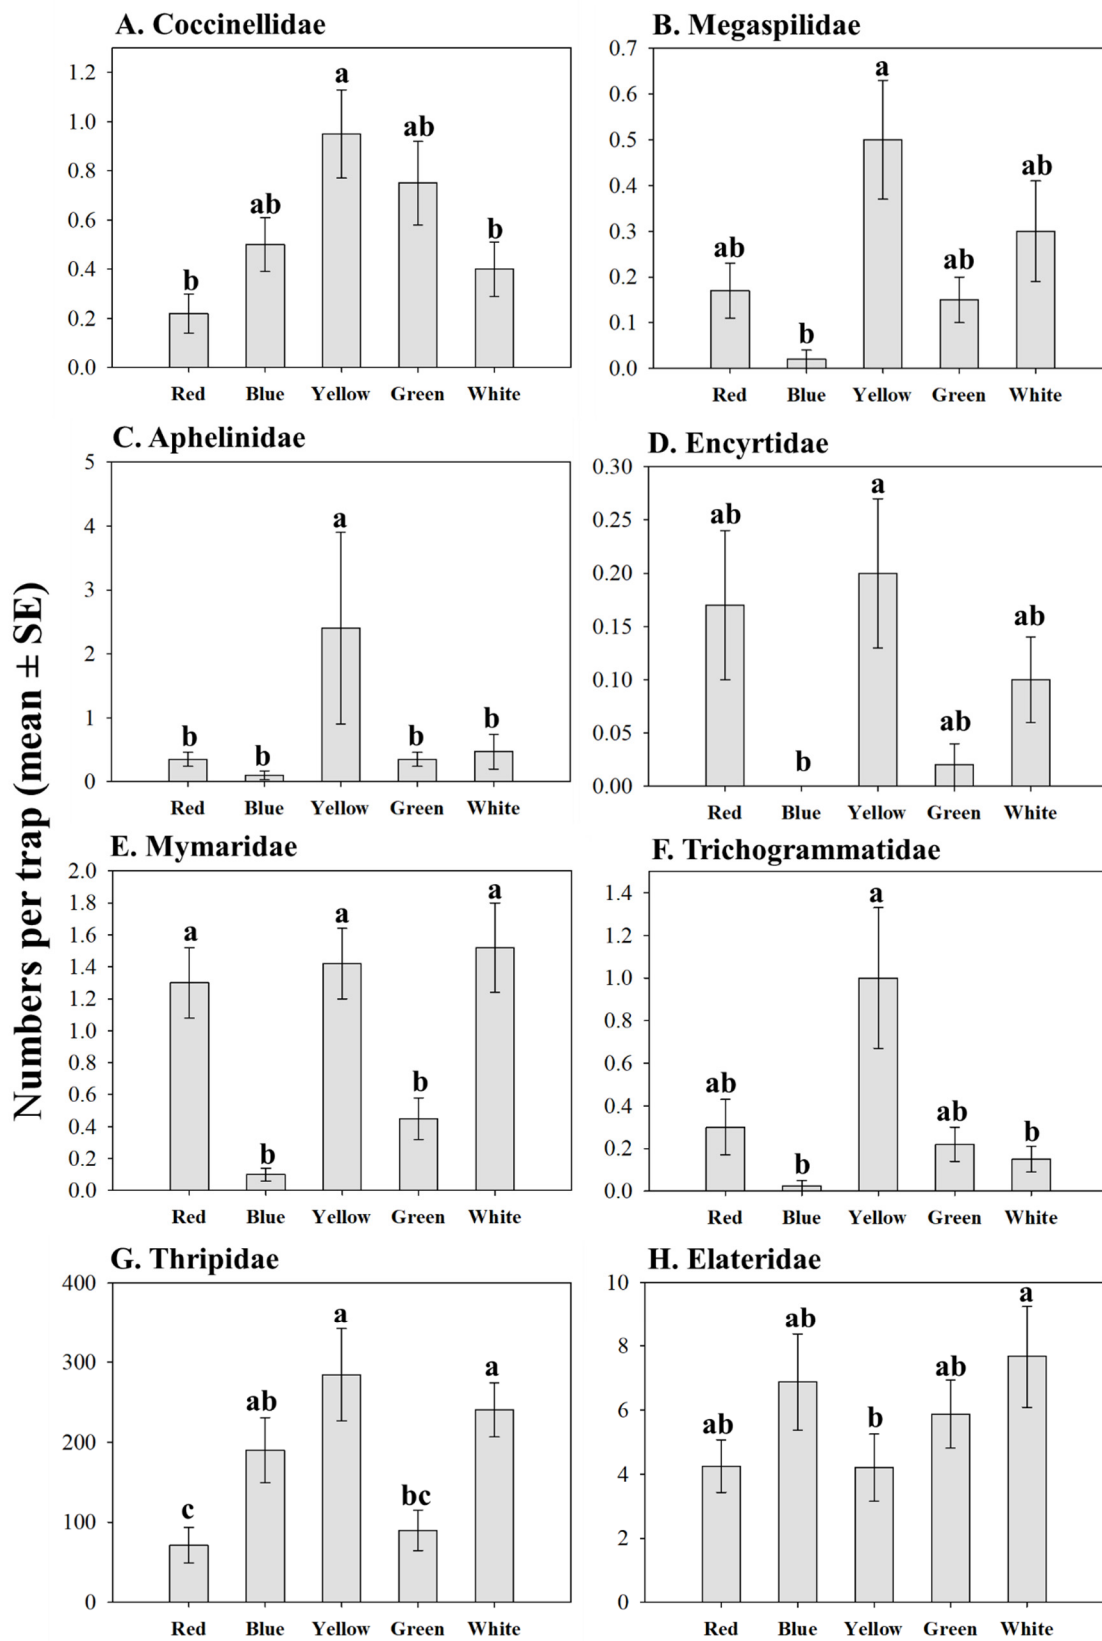 Numbers per trap (mean ± SE)
A. Coccinellidae
1.2
1.0
0.8
0.6
0.4
0.2
0.0
b
ab
a
ab
b
Red Blue Yellow Green White
B. Megaspilidae
0.7
0.6
0.5
0.4
0.3
0.2
0.1
0.0
ab
b
a
ab
ab
Red Blue Yellow Green White
C. Aphelinidae
5
4
3
2
1
0
b
b
a
b
b
Red Blue Yellow Green White
D. Encyrtidae
0.30
0.25
0.20
0.15
0.10
0.05
0.00
ab
b
a
ab
ab
Red Blue Yellow Green White
E. Mymaridae
2.0
1.8
1.6
1.4
1.2
1.0
0.8
0.6
0.4
0.2
0.0
a
b
a
b
a
Red Blue Yellow Green White
F. Trichogrammatidae
1.4
1.2
1.0
0.8
0.6
0.4
0.2
0.0
ab
b
a
ab
b
Red Blue Yellow Green White
G. Thripidae
400
300
200
100
0
c
ab
a
bc
a
Red Blue Yellow Green White
H. Elateridae
10
8
6
4
2
0
ab
ab
b
ab
a
Red Blue Yellow Green White